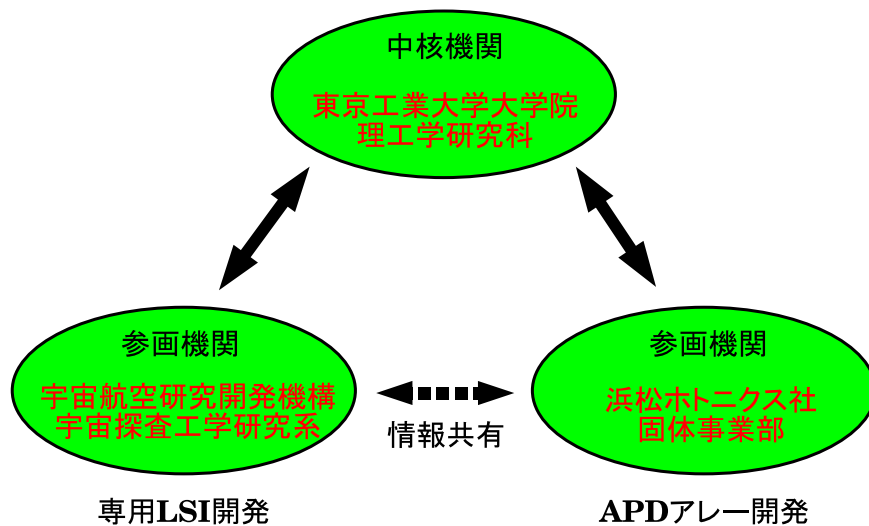 中核機関
東京工業大学大学院
理工学研究科
参画機関
宇宙航空研究開発機構
宇宙探査工学研究系
専用LSI開発
情報共有
参画機関
浜松ホトニクス社
固体事業部
APDアレー開発